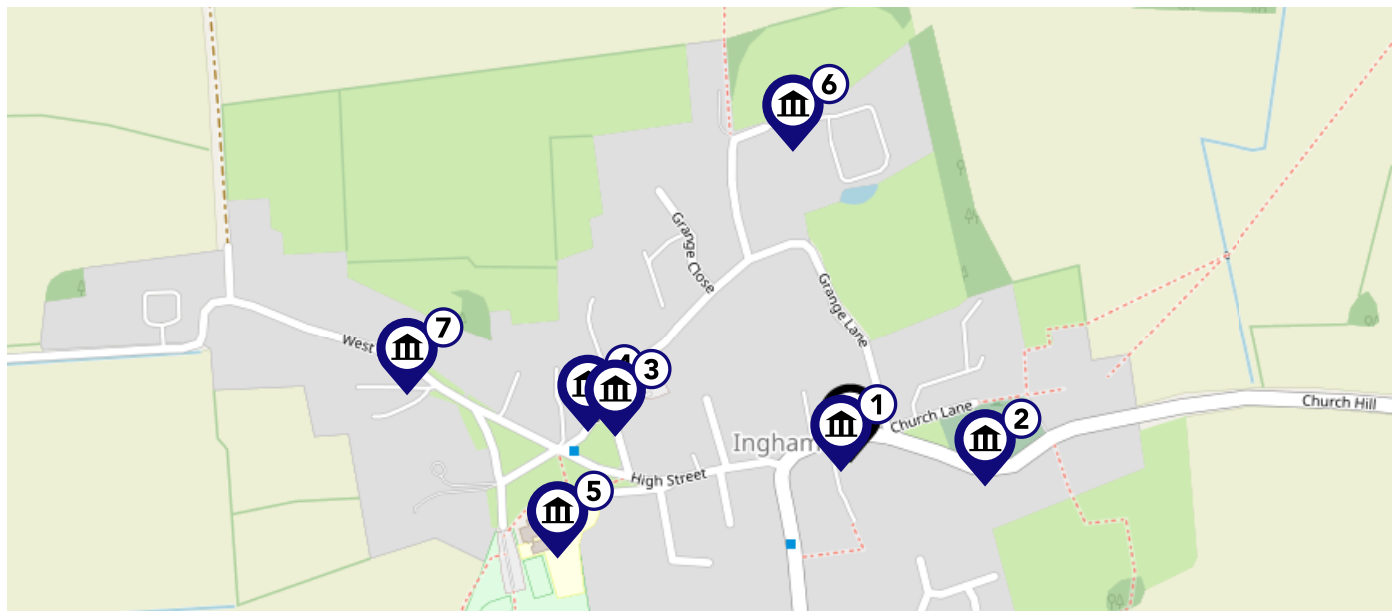 6
Grange Close
Grange Lane
7
West
4
3
1
Church Lane
2
Church Hill
Ingham
High Street
5